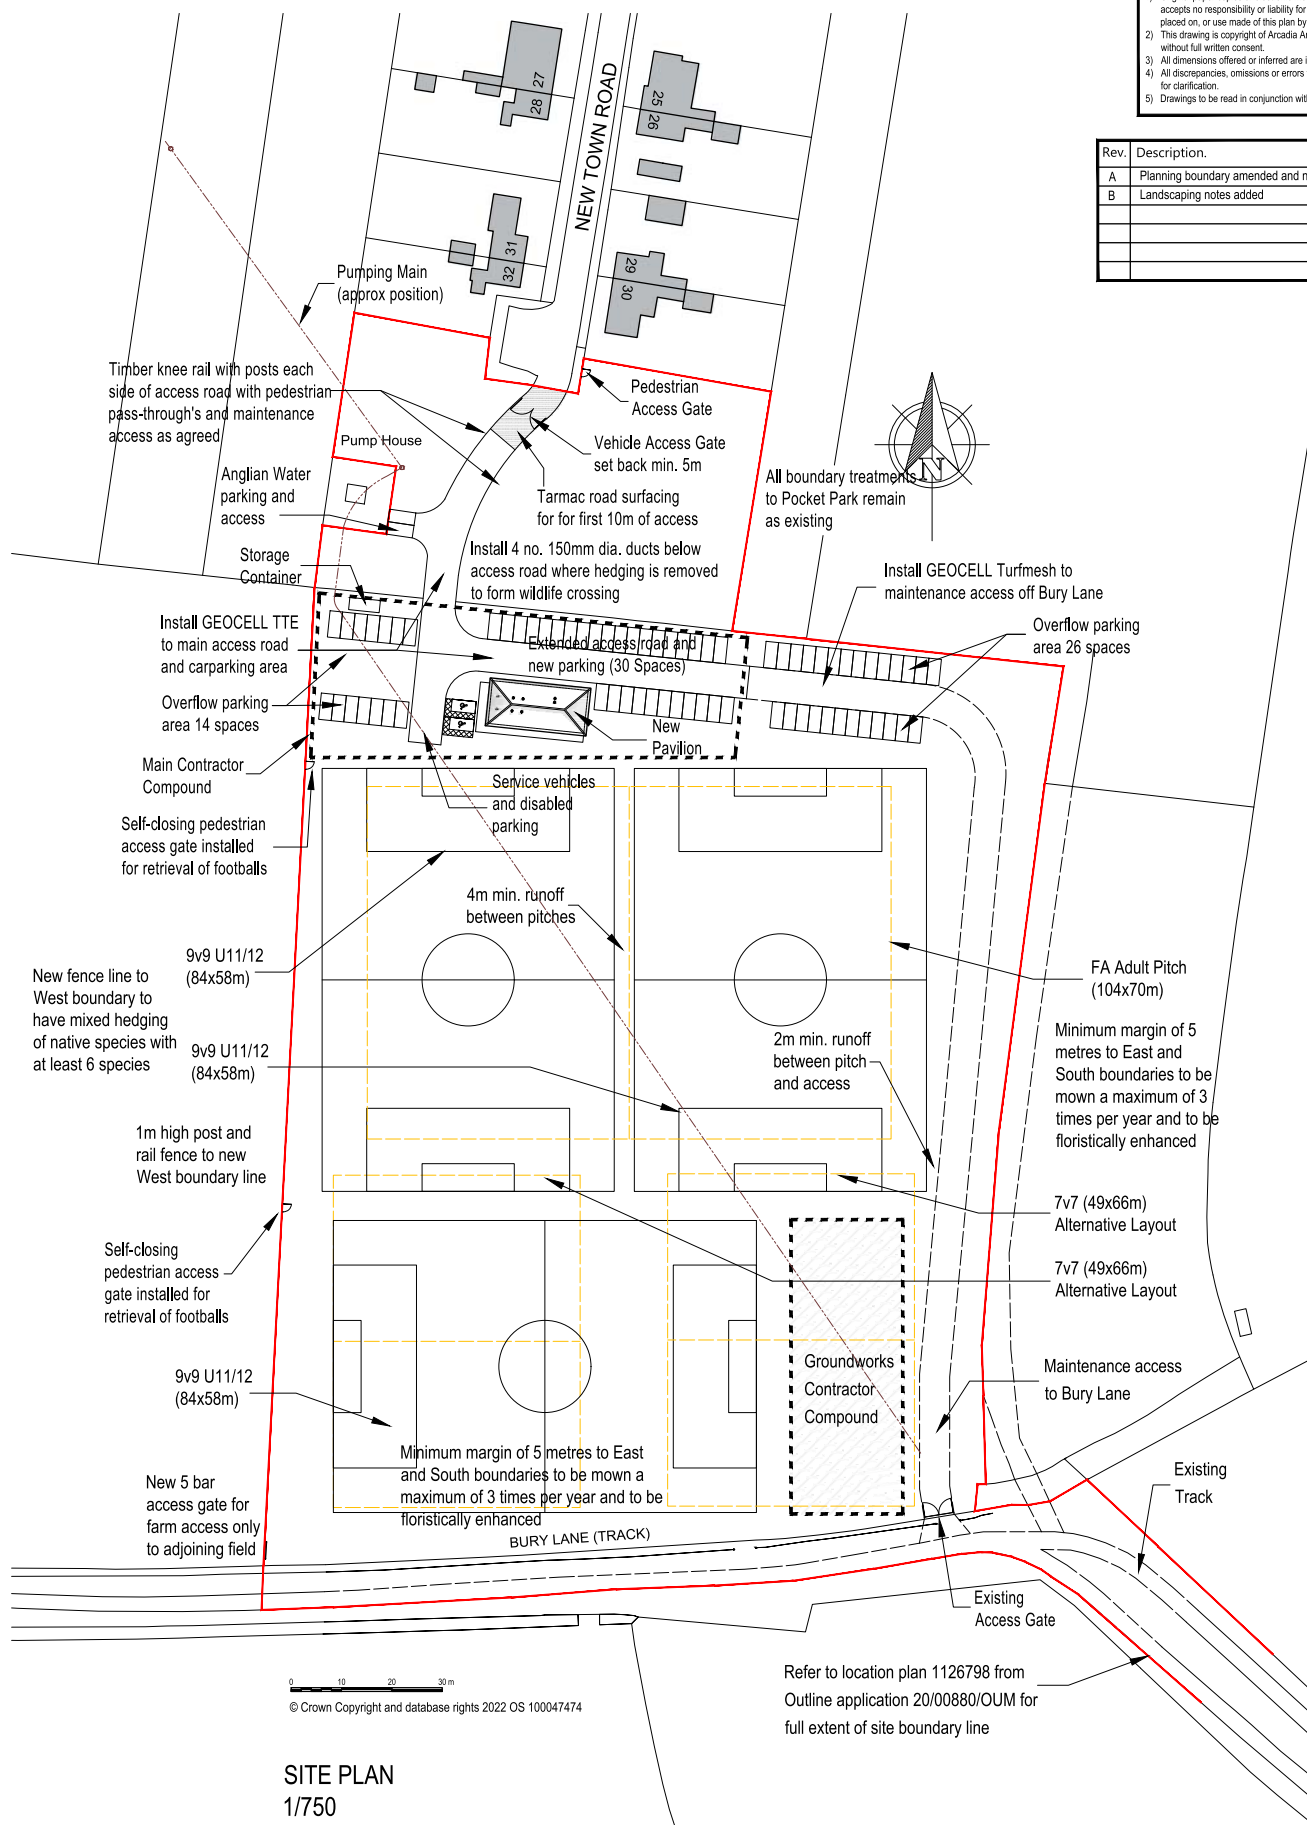 accepts no responsibility or liability for
placed on, or use made of this plan by
2) This drawing is copyright of Arcadia
without full written consent.
3) All dimensions offered or inferred are
4) All discrepancies, omissions or errors
for clarification.
5) Drawings to be read in conjunction
Rev. Description.
A Planning boundary amended and
B Landscaping notes added
27
28
25
26
NEW TOWN ROAD
31
32
29
30
Pumping Main
(approx position)
Timber knee rail with posts each
side of access road with pedestrian
pass-through's and maintenance
access as agreed
Pump House
Pedestrian
Access Gate
Vehicle Access Gate
set back min. 5m
Anglian Water
parking and
access
Tarmac road surfacing
for for first 10m of access
All boundary treatments
to Pocket Park remain
as existing
N
Storage
Container
Install 4 no. 150mm dia. ducts below
access road where hedging is removed
to form wildlife crossing
Install GEOCELL Turfmesh to
maintenance access off Bury Lane
Install GEOCELL TTE
to main access road
and carparking area
Extended access road and
new parking (30 Spaces)
Overflow parking
area 26 spaces
Overflow parking
area 14 spaces
New
Pavilion
Main Contractor
Compound
Service vehicles
and disabled
parking
Self-closing pedestrian
access gate installed
for retrieval of footballs
4m min. runoff
between pitches
9v9 U11/12
(84x58m)
FA Adult Pitch
(104x70m)
New fence line to
West boundary to
have mixed hedging
of native species with
at least 6 species
9v9 U11/12
(84x58m)
2m min. runoff
between pitch
and access
Minimum margin of 5
metres to East and
South boundaries to be
mown a maximum of 3
times per year and to be
floristically enhanced
1m high post and
rail fence to new
West boundary line
7v7 (49x66m)
Alternative Layout
Self-closing
pedestrian access
gate installed for
retrieval of footballs
7v7 (49x66m)
Alternative Layout
9v9 U11/12
(84x58m)
Groundworks
Contractor
Compound
Maintenance access
to Bury Lane
Minimum margin of 5 metres to East
and South boundaries to be mown a
maximum of 3 times per year and to be
floristically enhanced
New 5 bar
access gate for
farm access only
to adjoining field
Existing
Track
BURY LANE (TRACK)
Existing
Access Gate
Refer to location plan 1126798 from
Outline application 20/00880/OUM for
full extent of site boundary line
0 10 20 30 m
© Crown Copyright and database rights 2022 OS 100047474
SITE PLAN
1/750